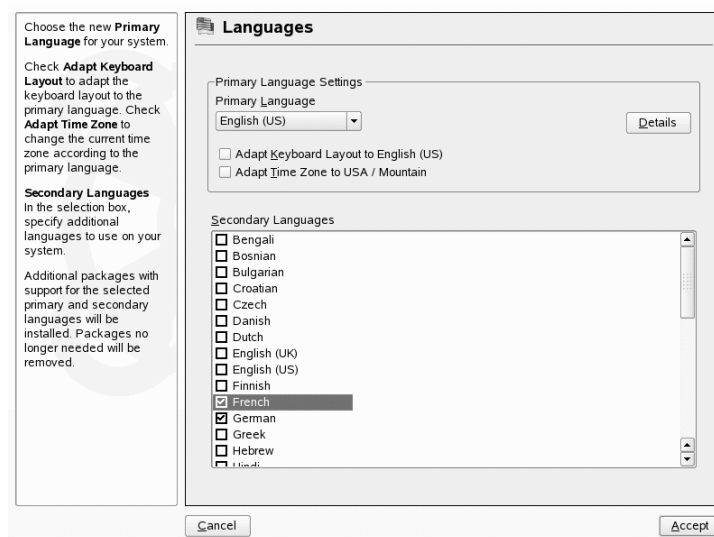 Choose the new Primary
Language for your system.
Check Adapt Keyboard
Layout to adapt the
keyboard layout to the
primary language. Check
Adapt Time Zone to
change the current time
zone according to the
primary language.
Secondary Languages
In the selection box,
specify additional
languages to use on your
system.
Additional packages with
support for the selected
primary and secondary
languages will be
installed. Packages no
longer needed will be
removed.
Languages
Primary Language Settings
Primary Language
English (US)
Details
Adapt Keyboard Layout to English (US)
Adapt Time Zone to USA / Mountain
Secondary Languages
Bengali
Bosnian
Bulgarian
Croatian
Czech
Danish
Dutch
English (UK)
English (US)
Finnish
French
German
Greek
Hebrew
Hindi
Cancel
Accept